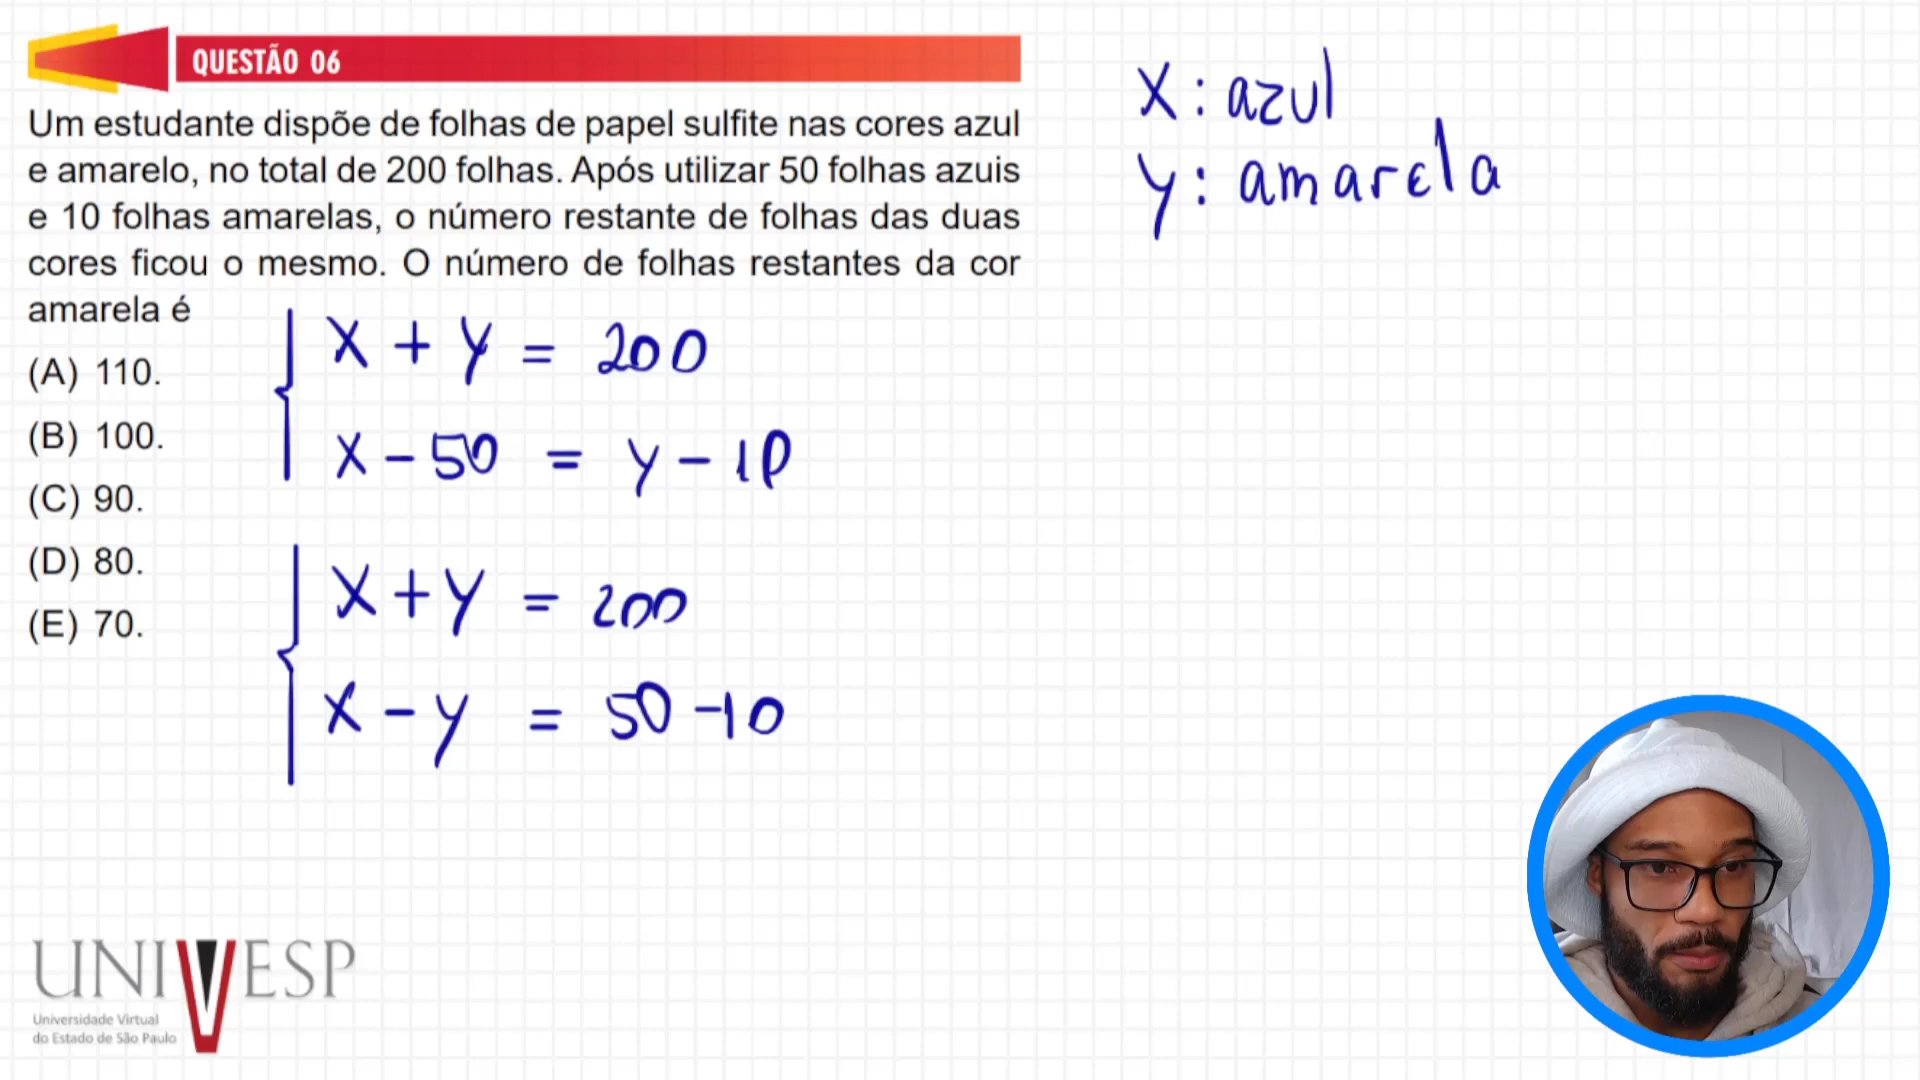 QUESTÃO 06
Um estudante dispõe de folhas de papel sulfite nas cores azul
e amarelo, no total de 200 folhas. Após utilizar 50 folhas azuis
e 10 folhas amarelas, o número restante de folhas das duas
cores ficou o mesmo. O número de folhas restantes da cor
amarela é
(A) 110.
(B) 100.
(C) 90.
(D) 80.
(E) 70.
x + y = 200
x - 50 = y - 10
x + y = 200
x - y = 50 - 10
x : azul
y : amarela
UNIVESP
Universidade Virtual
do Estado de São Paulo